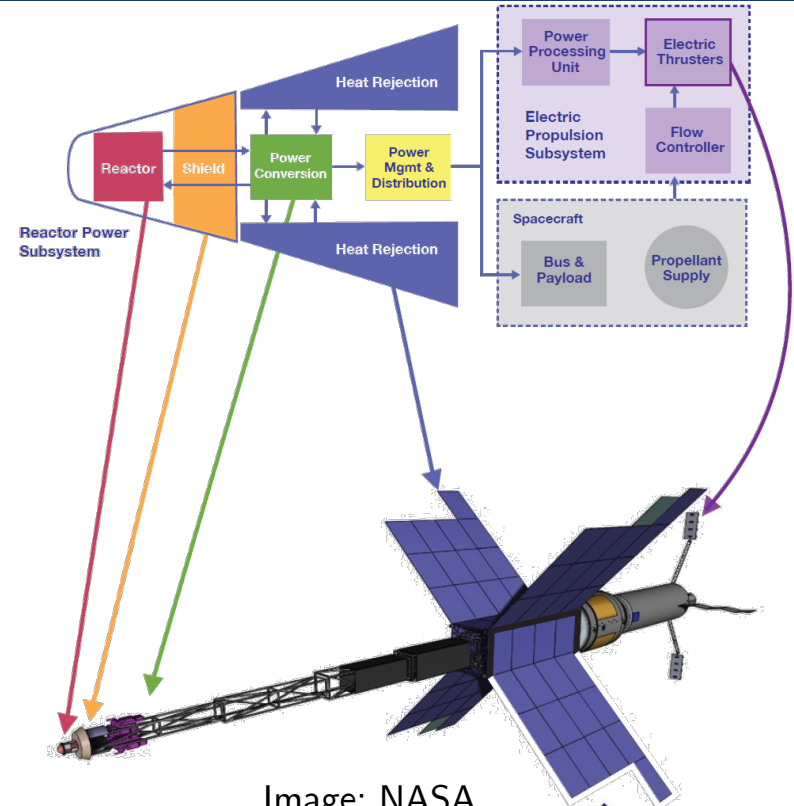 Heat Rejection
Power
Processing
Unit
Electric
Thrusters
Electric
Propulsion
Subsystem
Flow
Controller
Reactor
Shield
Power
Conversion
Power
Mgmt &
Distribution
Reactor Power
Subsystem
Heat Rejection
Spacecraft
Bus &
Payload
Propellant
Supply
Image: NASA